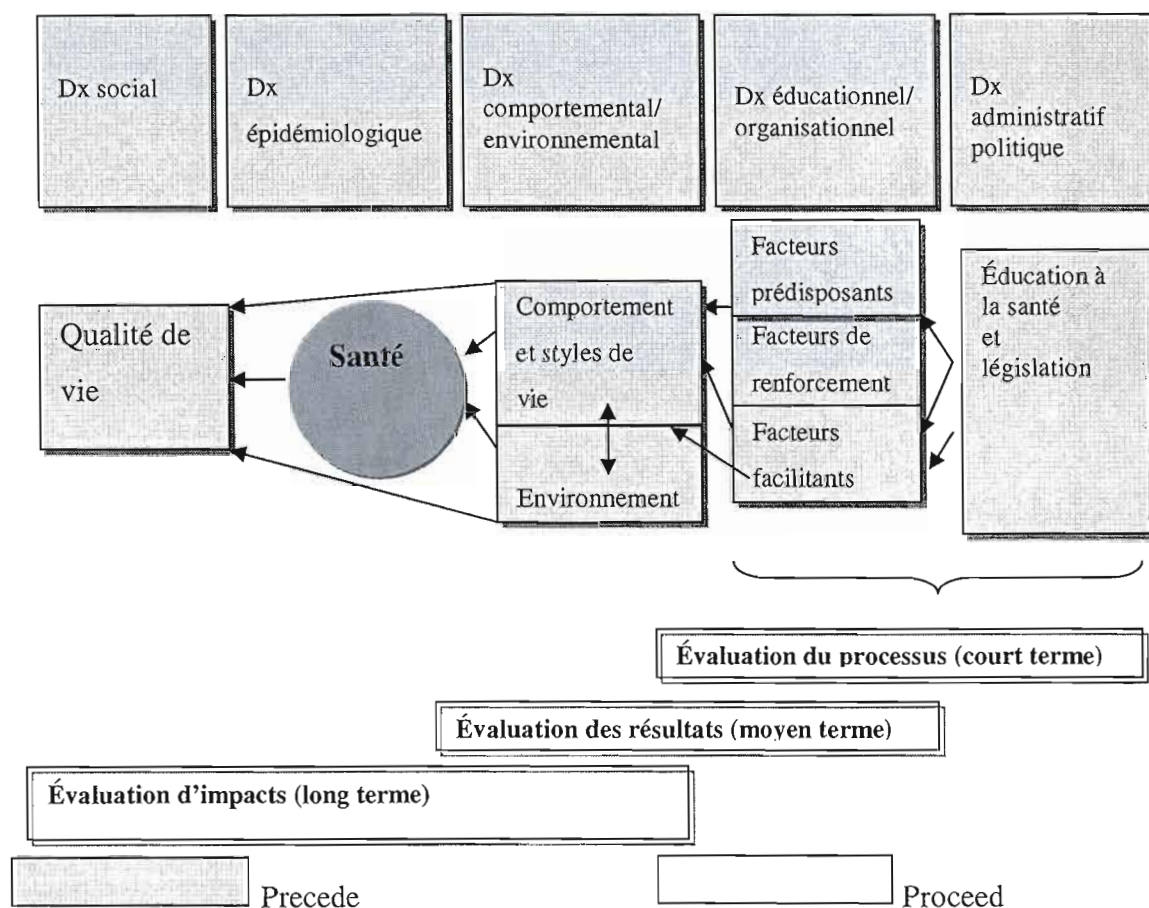 Dx social
Dx
épidémiologique
Dx
comportemental/
environnemental
Dx éducationnel/
organisationnel
Dx
administratif
politique
Qualité de
vie
Santé
Comportement
et styles de
vie
Environnement
Facteurs
prédisposants
Facteurs de
renforcement
Facteurs
facilitants
Éducation à
la santé
et
législation
Évaluation du processus (court terme)
Évaluation des résultats (moyen terme)
Évaluation d'impacts (long terme)
Precede
Proceed